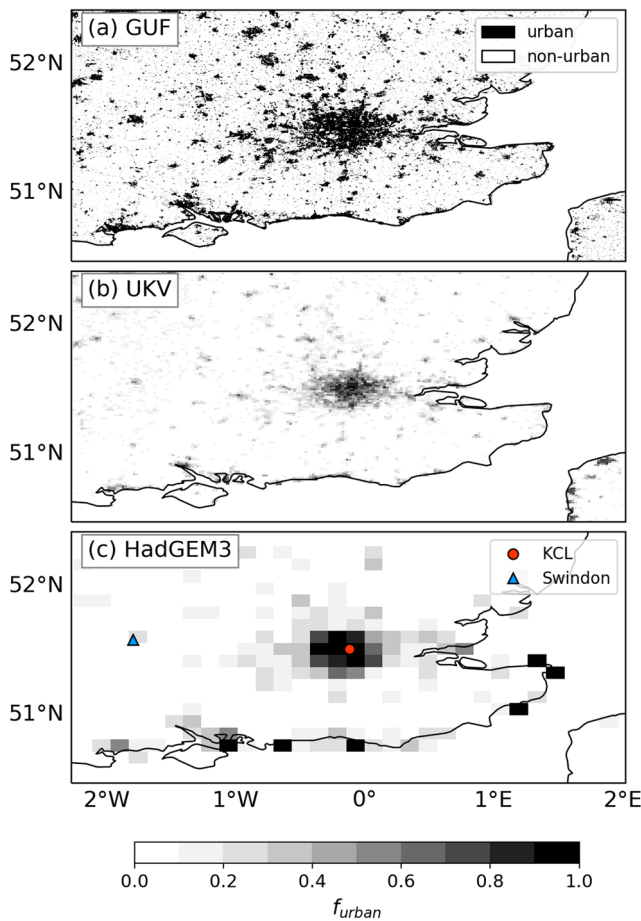 (a) GUF
urban
non-urban
52°N
51°N
(b) UKV
52°N
51°N
(c) HadGEM3
KCL
Swindon
52°N
51°N
2°W 1°W 0° 1°E 2°E
0.0 0.2 0.4 0.6 0.8 1.0
f_urban